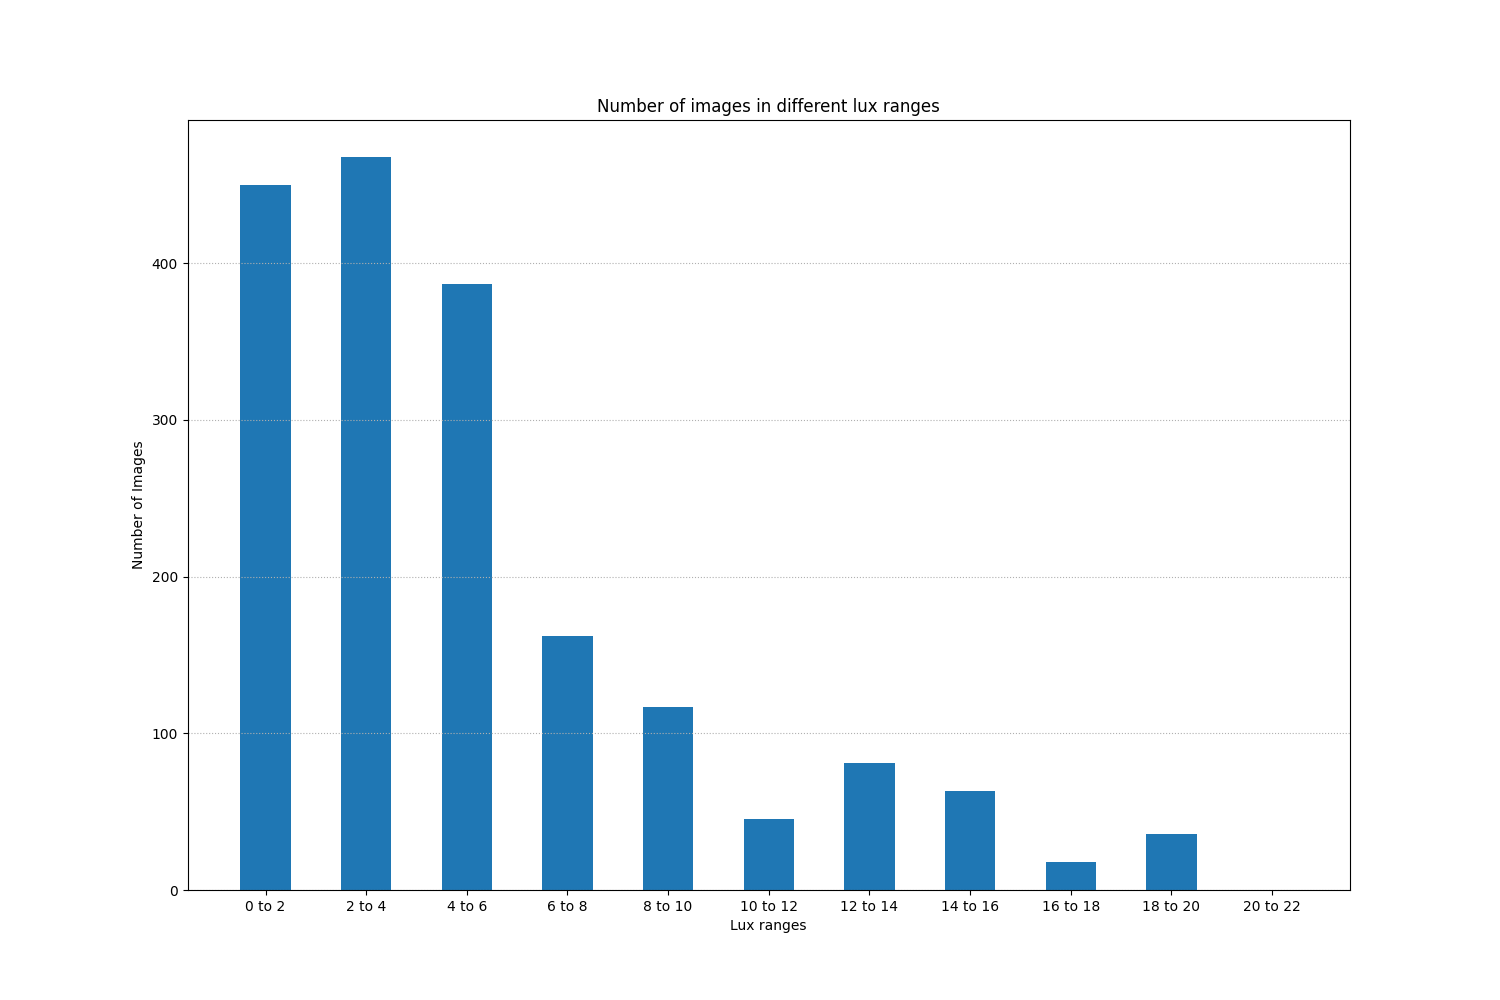 Number of images in different lux ranges
Number of Images
400
300
200
100
0
0 to 2 2 to 4 4 to 6 6 to 8 8 to 10 10 to 12 12 to 14 14 to 16 16 to 18 18 to 20 20 to 22
Lux ranges